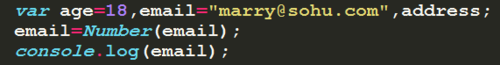 var age=18,email="marry@sohu.com",address;
email=Number(email);
console.log(email);